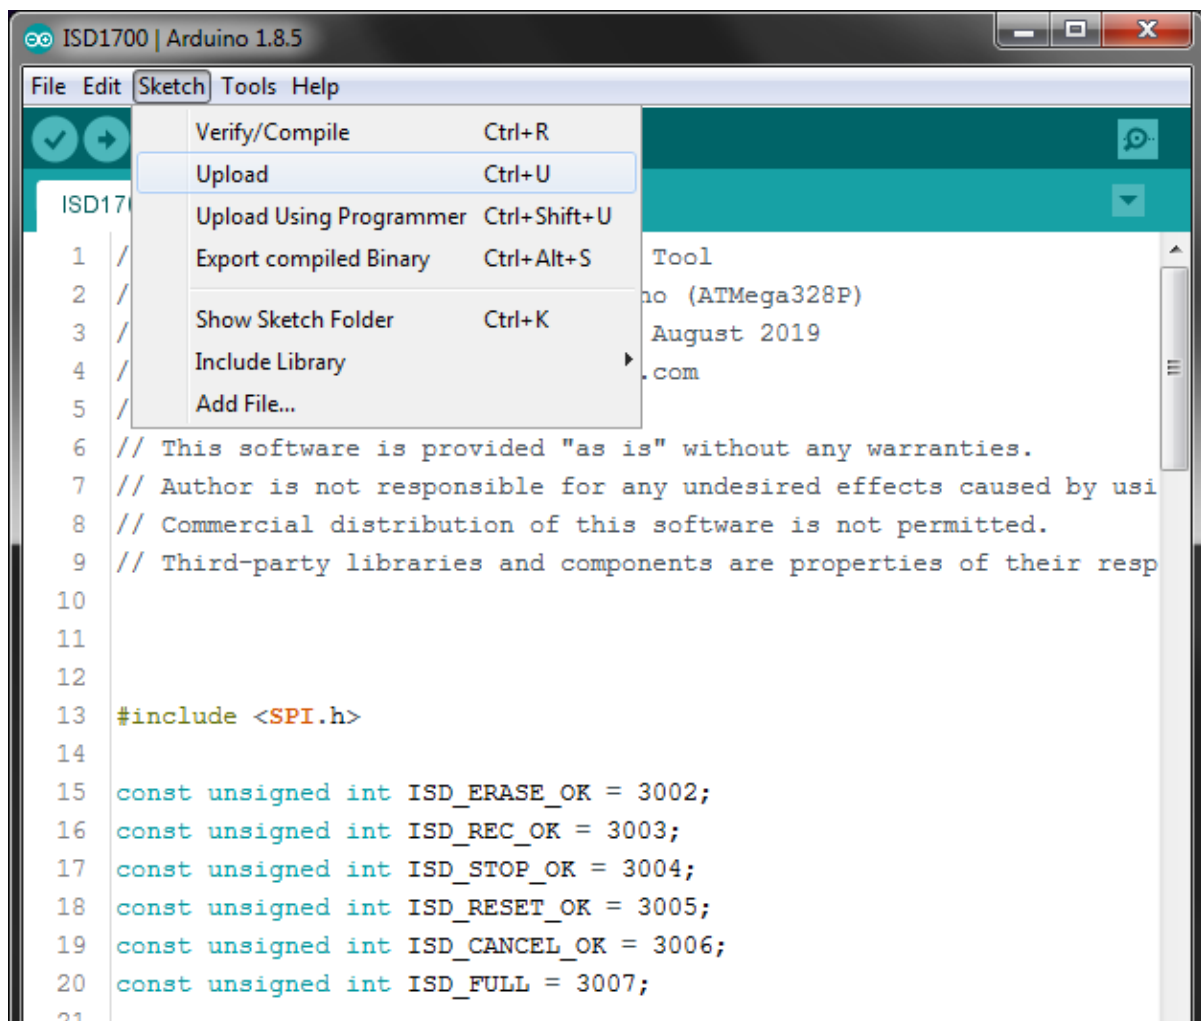 ISD1700 | Arduino 1.8.5
File Edit Sketch Tools Help
Verify/Compile Ctrl+R
Upload Ctrl+U
Upload Using Programmer Ctrl+Shift+U
Export compiled Binary Ctrl+Alt+S
Show Sketch Folder Ctrl+K
Include Library
Add File...
ISD170
1 / Tool
2 / no (ATMega328P)
3 / August 2019
4 / .com
5 /
6 // This software is provided "as is" without any warranties.
7 // Author is not responsible for any undesired effects caused by usi
8 // Commercial distribution of this software is not permitted.
9 // Third-party libraries and components are properties of their resp
10
11
12
13 #include <SPI.h>
14
15 const unsigned int ISD_ERASE_OK = 3002;
16 const unsigned int ISD_REC_OK = 3003;
17 const unsigned int ISD_STOP_OK = 3004;
18 const unsigned int ISD_RESET_OK = 3005;
19 const unsigned int ISD_CANCEL_OK = 3006;
20 const unsigned int ISD_FULL = 3007;
21